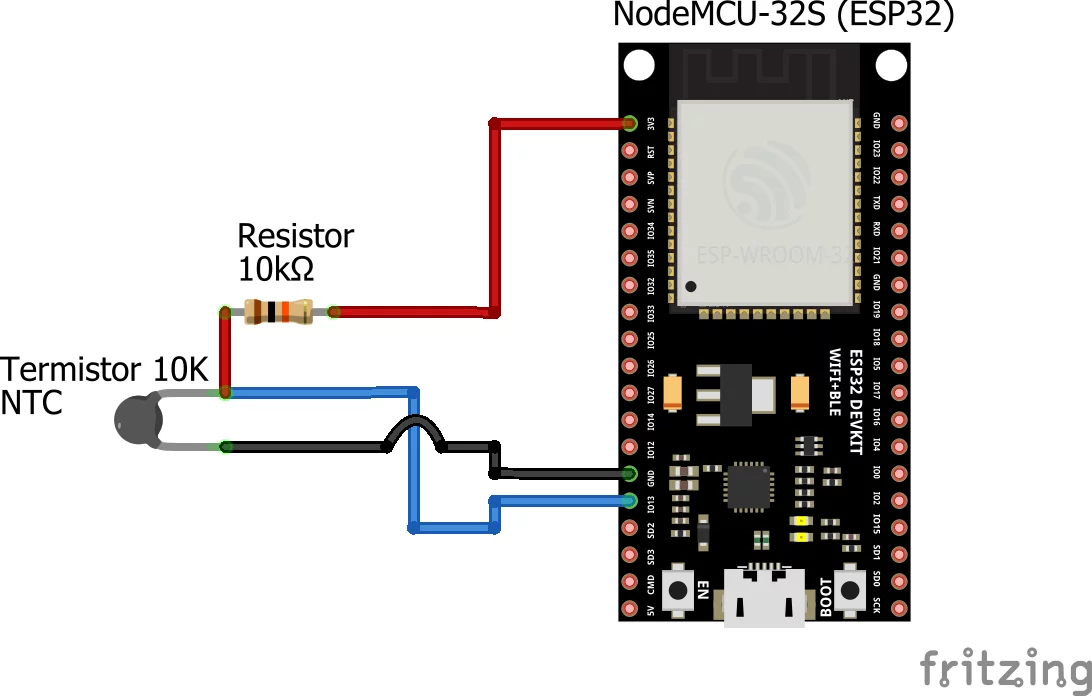 NodeMCU-32S (ESP32)
3V3
RST
SVP
SVN
IO34
IO35
IO32
IO33
IO25
IO26
IO27
IO14
IO12
GND
IO13
SD2
SD3
CMD
5V
GND
IO23
IO22
TXD
RXD
IO21
GND
IO19
IO18
IO5
IO17
IO16
IO4
IO0
IO2
IO15
SD1
SD0
SCK
ESP-WROOM-32
ESP32 DEVKIT
WIFI+BLE
EN
BOOT
Resistor
10kΩ
Termistor 10K
NTC
fritzing